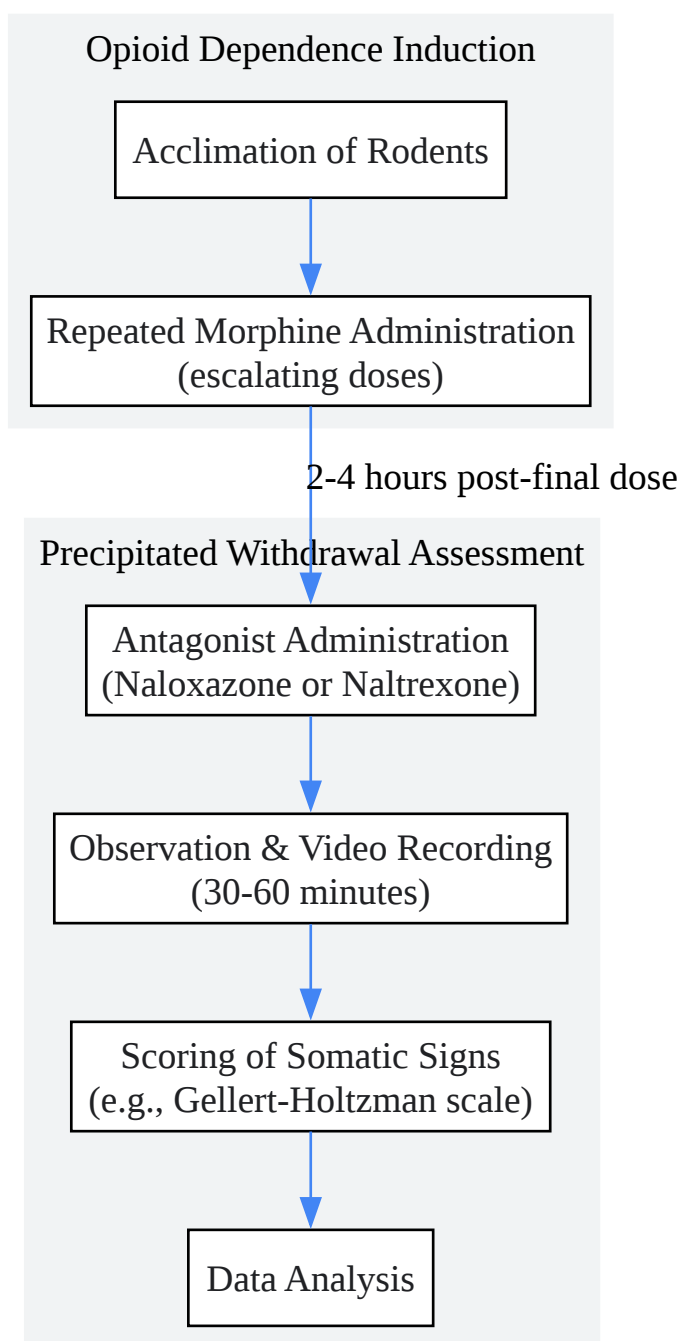 Opioid Dependence Induction
Acclimation of Rodents
Repeated Morphine Administration
(escalating doses)
2-4 hours post-final dose
Precipitated Withdrawal Assessment
Antagonist Administration
(Naloxazone or Naltrexone)
Observation & Video Recording
(30-60 minutes)
Scoring of Somatic Signs
(e.g., Gellert-Holtzman scale)
Data Analysis